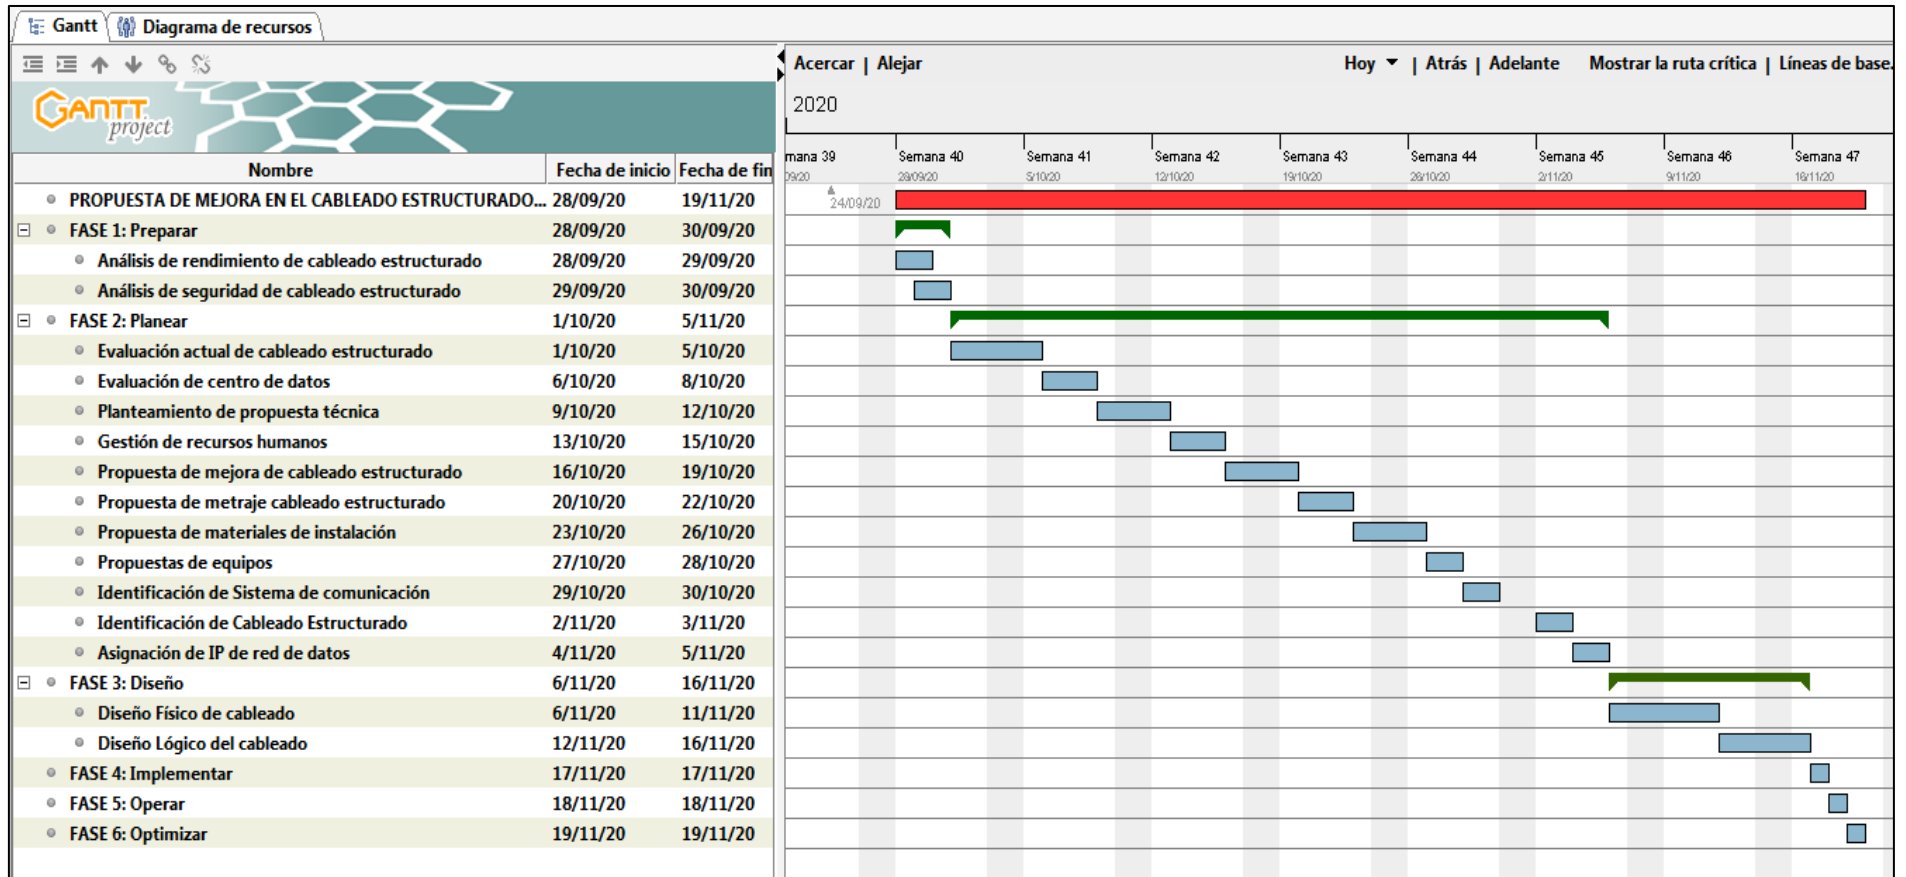 Gantt
Diagrama de recursos
Acercar | Alejar
Hoy | Atrás | Adelante Mostrar la ruta crítica | Líneas de base.
GANTT
project
2020
mana 39 Semana 40 Semana 41 Semana 42 Semana 43 Semana 44 Semana 45 Semana 46 Semana 47
09/20 28/09/20 5/10/20 12/10/20 19/10/20 26/10/20 2/11/20 9/11/20 16/11/20
24/09/20
Nombre Fecha de inicio Fecha de fin
PROPUESTA DE MEJORA EN EL CABLEADO ESTRUCTURADO... 28/09/20 19/11/20
FASE 1: Preparar 28/09/20 30/09/20
Análisis de rendimiento de cableado estructurado 28/09/20 29/09/20
Análisis de seguridad de cableado estructurado 29/09/20 30/09/20
FASE 2: Planear 1/10/20 5/11/20
Evaluación actual de cableado estructurado 1/10/20 5/10/20
Evaluación de centro de datos 6/10/20 8/10/20
Planteamiento de propuesta técnica 9/10/20 12/10/20
Gestión de recursos humanos 13/10/20 15/10/20
Propuesta de mejora de cableado estructurado 16/10/20 19/10/20
Propuesta de metraje cableado estructurado 20/10/20 22/10/20
Propuesta de materiales de instalación 23/10/20 26/10/20
Propuestas de equipos 27/10/20 28/10/20
Identificación de Sistema de comunicación 29/10/20 30/10/20
Identificación de Cableado Estructurado 2/11/20 3/11/20
Asignación de IP de red de datos 4/11/20 5/11/20
FASE 3: Diseño 6/11/20 16/11/20
Diseño Físico de cableado 6/11/20 11/11/20
Diseño Lógico del cableado 12/11/20 16/11/20
FASE 4: Implementar 17/11/20 17/11/20
FASE 5: Operar 18/11/20 18/11/20
FASE 6: Optimizar 19/11/20 19/11/20